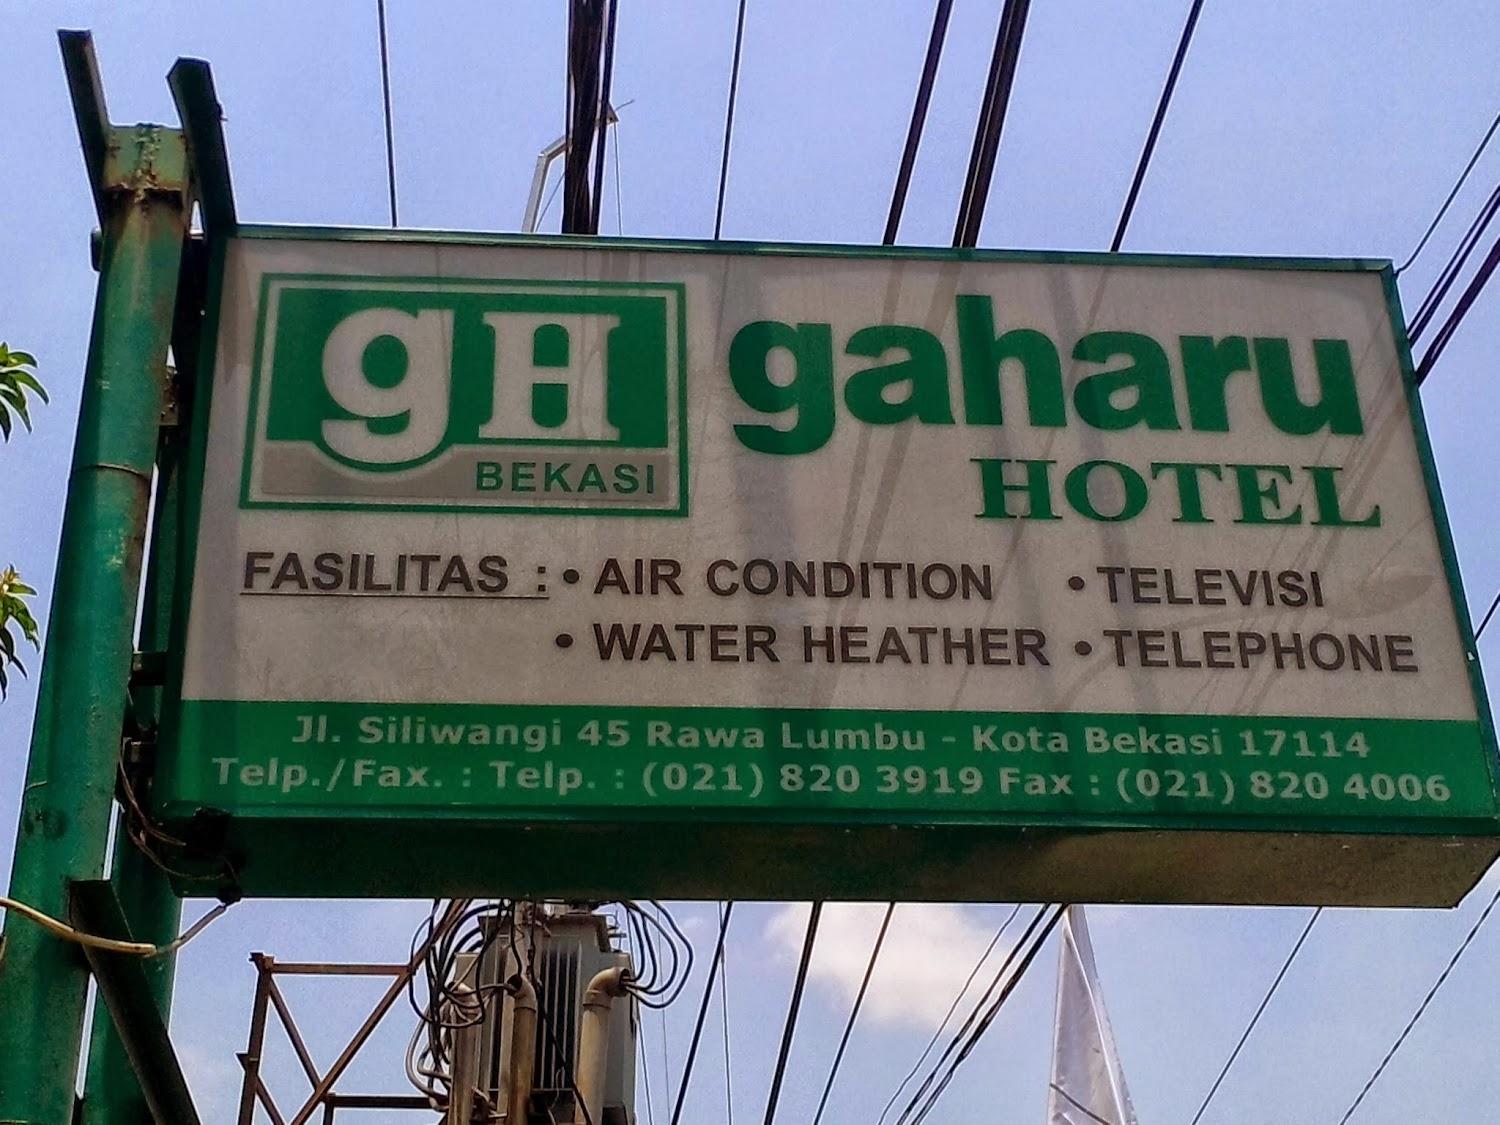 gH
BEKASI
gaharu
HOTEL
FASILITAS : • AIR CONDITION • TELEVISI
• WATER HEATHER • TELEPHONE
Jl. Siliwangi 45 Rawa Lumbu - Kota Bekasi 17114
Telp./Fax. : Telp. : (021) 820 3919 Fax : (021) 820 4006